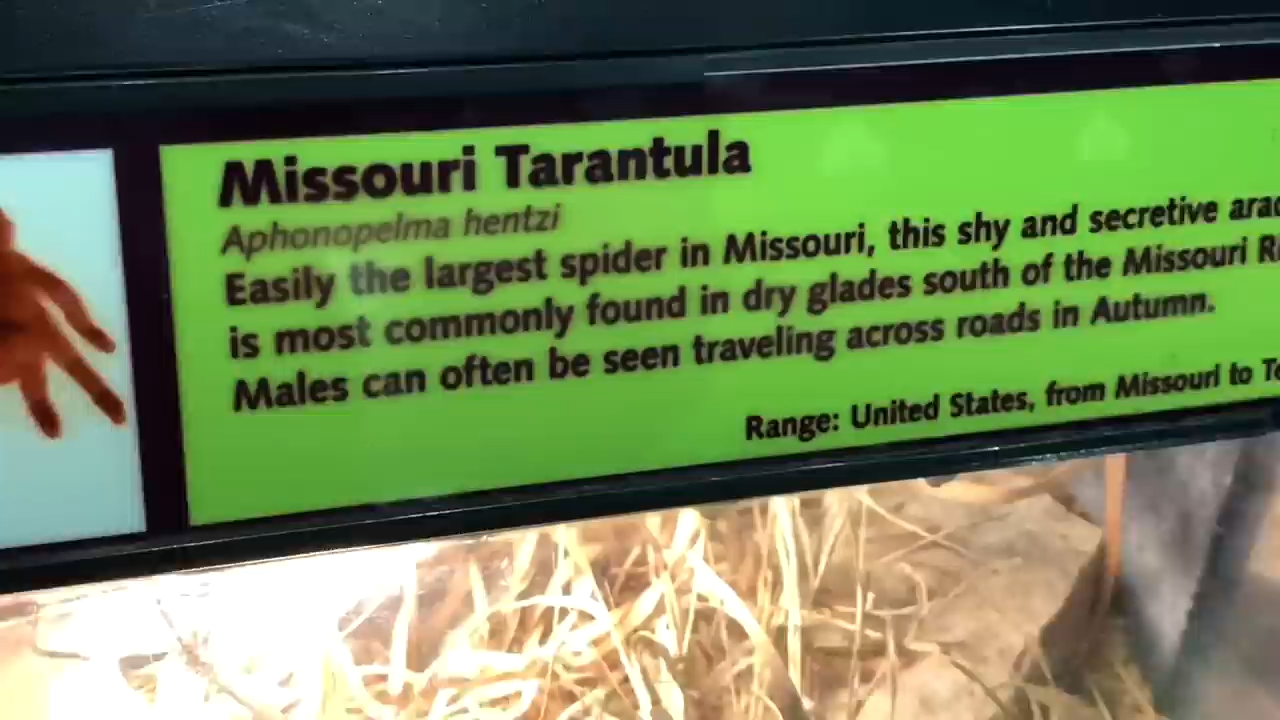 Missouri Tarantula
Aphonopelma hentzi
Easily the largest spider in Missouri, this shy and secretive
is most commonly found in dry glades south of the Missouri
Males can often be seen traveling across roads in Autumn.
Range: United States, from Missouri to